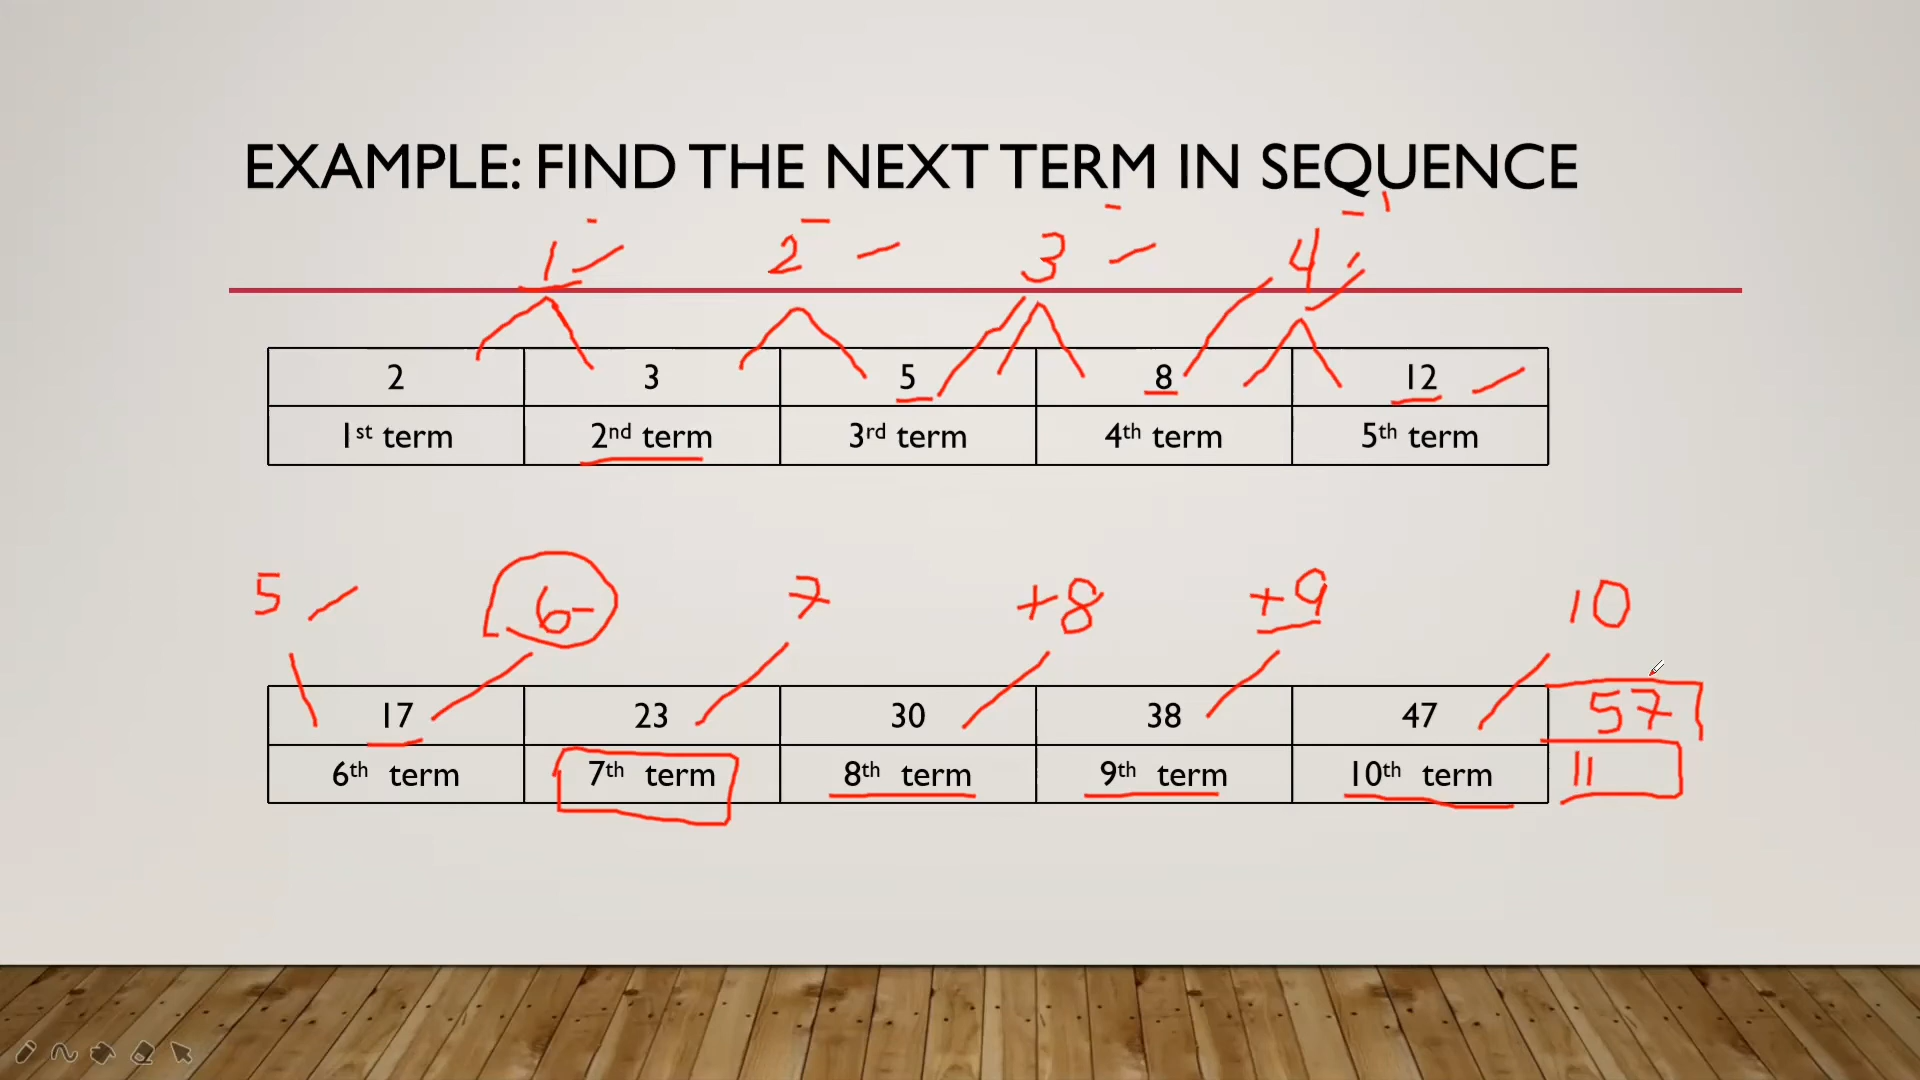 EXAMPLE: FIND THE NEXT TERM IN SEQUENCE
1 2 3 4
2 3 5 8 12
1st term 2nd term 3rd term 4th term 5th term
5 6 7 +8 +9 10
17 23 30 38 47 57
6th term 7th term 8th term 9th term 10th term 11